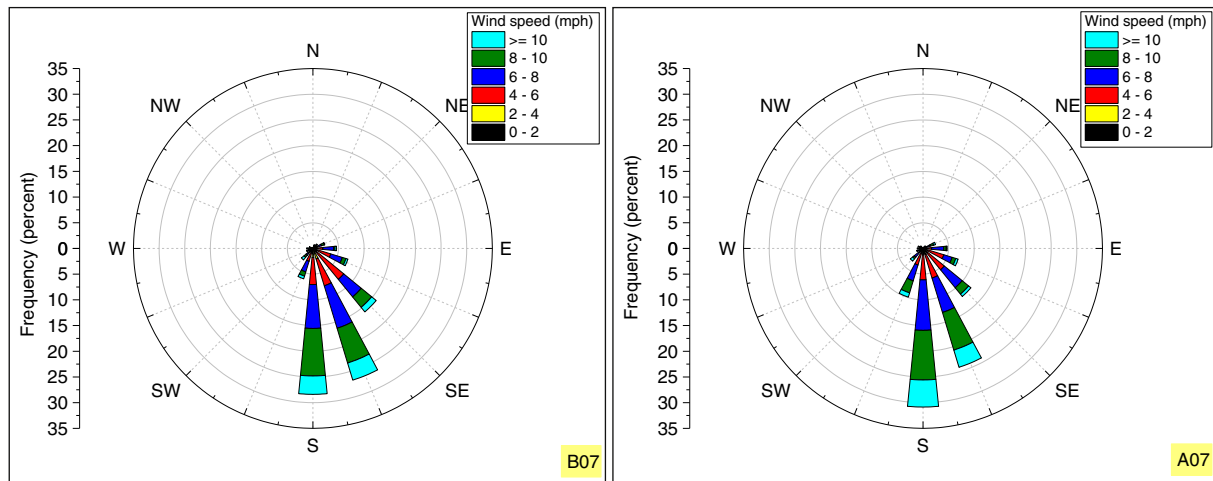 Wind speed (mph)
>= 10
8 - 10
6 - 8
4 - 6
2 - 4
0 - 2
N
NE
E
SE
S
SW
W
NW
35
30
25
20
15
10
5
0
5
10
15
20
25
30
35
Frequency (percent)
B07
Wind speed (mph)
>= 10
8 - 10
6 - 8
4 - 6
2 - 4
0 - 2
N
NE
E
SE
S
SW
W
NW
35
30
25
20
15
10
5
0
5
10
15
20
25
30
35
Frequency (percent)
A07